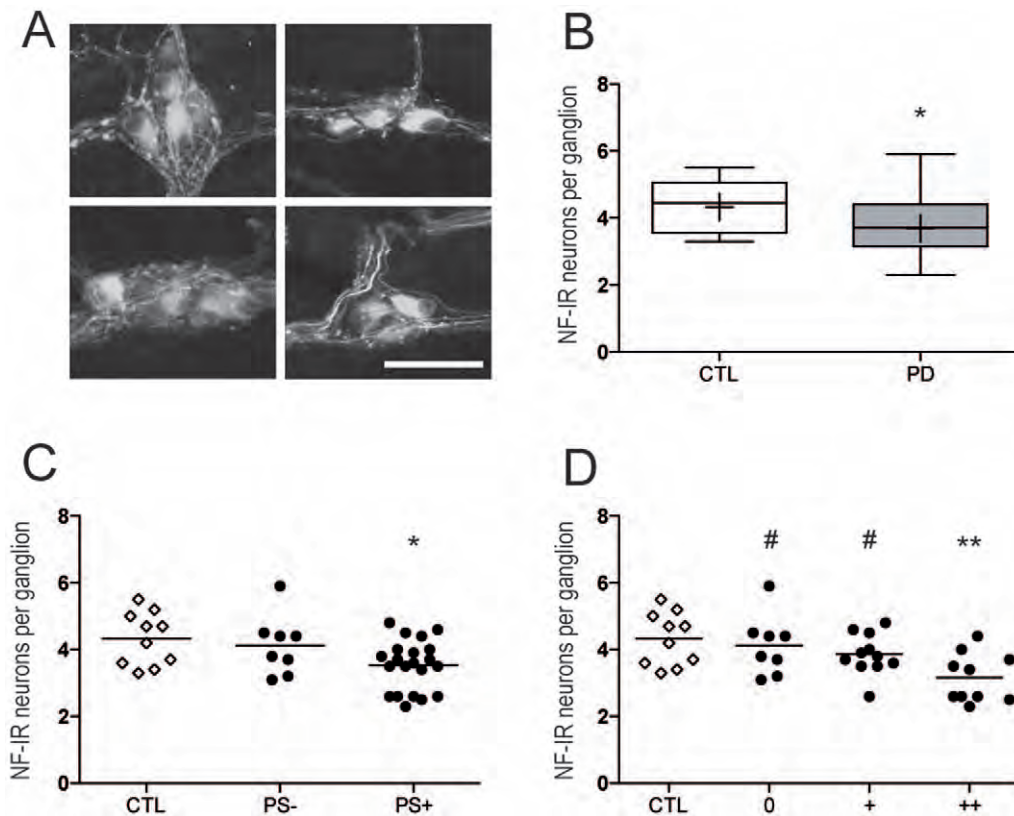 A
B
NF-IR neurons per ganglion
8
6
4
2
0
*
CTL
PD
C
NF-IR neurons per ganglion
8
6
4
2
0
*
CTL
PS-
PS+
D
NF-IR neurons per ganglion
8
6
4
2
0
#
#
**
CTL
0
+
++